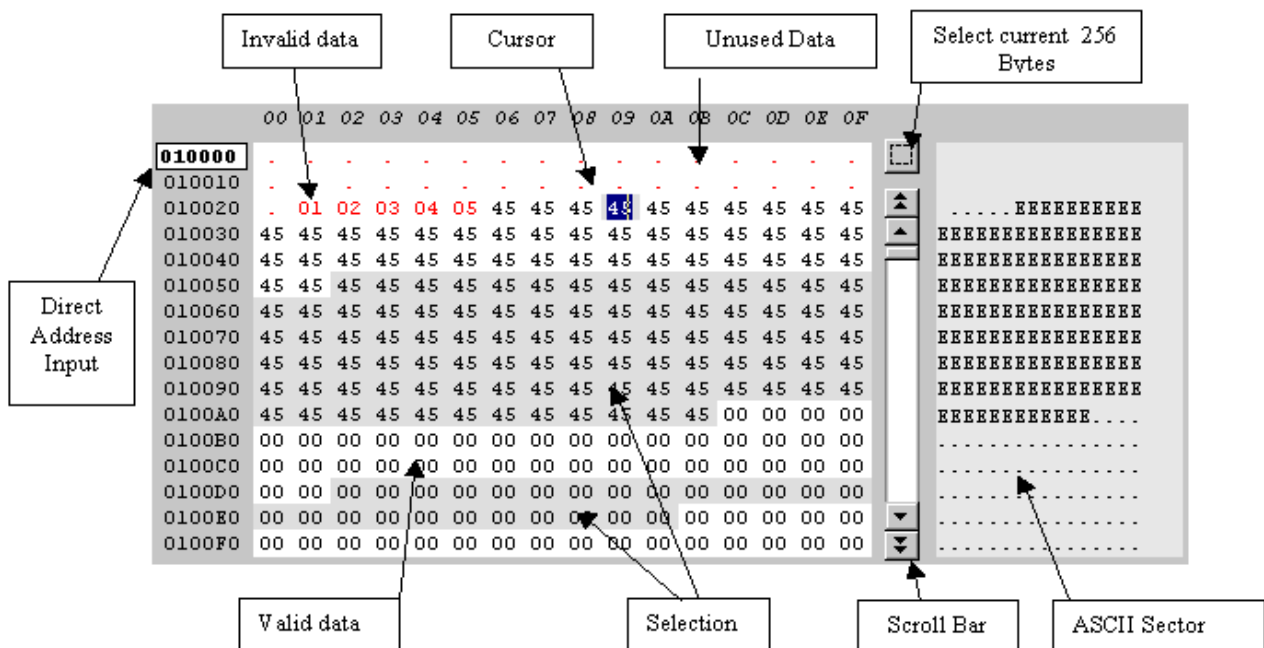 Invalid data
Cursor
Unused Data
Select current 256
Bytes
00 01 02 03 04 05 06 07 08 09 0A 0B 0C 0D 0E 0F
010000 . . . . . . . . . . . . . . . .
010010 . . . . . . . . . . . . . . . .
010020 . 01 02 03 04 05 45 45 45 45 45 45 45 45 45 45 ......EEEEEEEEEE
010030 45 45 45 45 45 45 45 45 45 45 45 45 45 45 45 45 EEEEEEEEEEEEEEEE
010040 45 45 45 45 45 45 45 45 45 45 45 45 45 45 45 45 EEEEEEEEEEEEEEEE
010050 45 45 45 45 45 45 45 45 45 45 45 45 45 45 45 45 EEEEEEEEEEEEEEEE
010060 45 45 45 45 45 45 45 45 45 45 45 45 45 45 45 45 EEEEEEEEEEEEEEEE
010070 45 45 45 45 45 45 45 45 45 45 45 45 45 45 45 45 EEEEEEEEEEEEEEEE
010080 45 45 45 45 45 45 45 45 45 45 45 45 45 45 45 45 EEEEEEEEEEEEEEEE
010090 45 45 45 45 45 45 45 45 45 45 45 45 45 45 45 45 EEEEEEEEEEEEEEEE
0100A0 45 45 45 45 45 45 45 45 45 45 45 45 00 00 00 00 EEEEEEEEEEEE....
0100B0 00 00 00 00 00 00 00 00 00 00 00 00 00 00 00 00 ................
0100C0 00 00 00 00 00 00 00 00 00 00 00 00 00 00 00 00 ................
0100D0 00 00 00 00 00 00 00 00 00 00 00 00 00 00 00 00 ................
0100E0 00 00 00 00 00 00 00 00 00 00 00 00 00 00 00 00 ................
0100F0 00 00 00 00 00 00 00 00 00 00 00 00 00 00 00 00 ................
Direct
Address
Input
Valid data
Selection
Scroll Bar
ASCII Sector